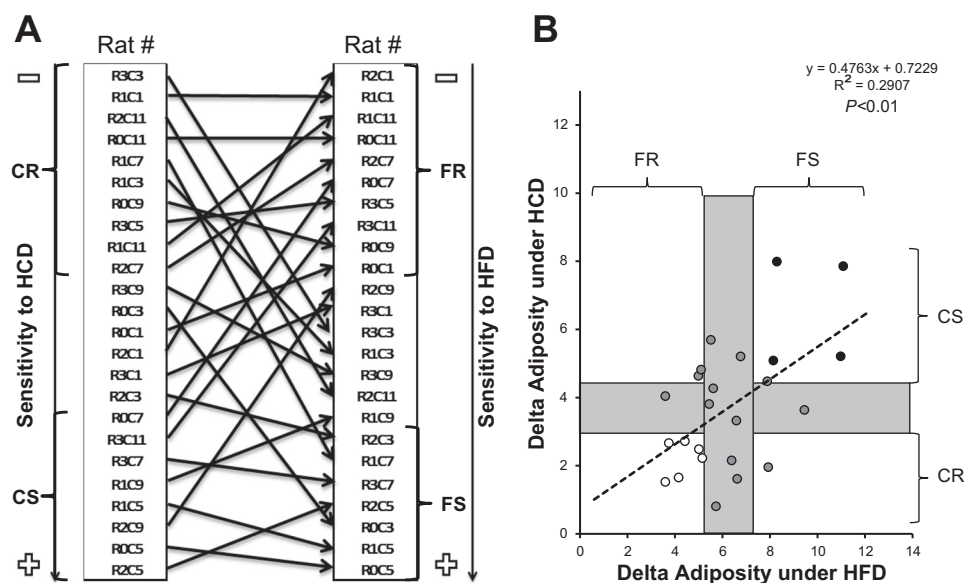 A
Rat #
Rat #
Sensitivity to HCD
CR
CS
R3C3
R1C1
R2C11
R0C11
R1C7
R1C3
R0C9
R3C5
R1C11
R2C7
R3C9
R0C3
R0C1
R2C1
R3C1
R2C3
R0C7
R3C11
R3C7
R1C9
R1C5
R2C9
R0C5
R2C5
R2C1
R1C1
R1C11
R0C11
R2C7
R0C7
R3C5
R3C11
R0C9
R0C1
R2C9
R3C1
R3C3
R1C3
R3C9
R2C11
R1C9
R2C3
R1C7
R3C7
R2C5
R0C3
R1C5
R0C5
FR
FS
Sensitivity to HFD
B
y = 0.4763x + 0.7229
R² = 0.2907
P<0.01
Delta Adiposity under HCD
12
10
8
6
4
2
0
FR
FS
CS
CR
0 2 4 6 8 10 12 14
Delta Adiposity under HFD